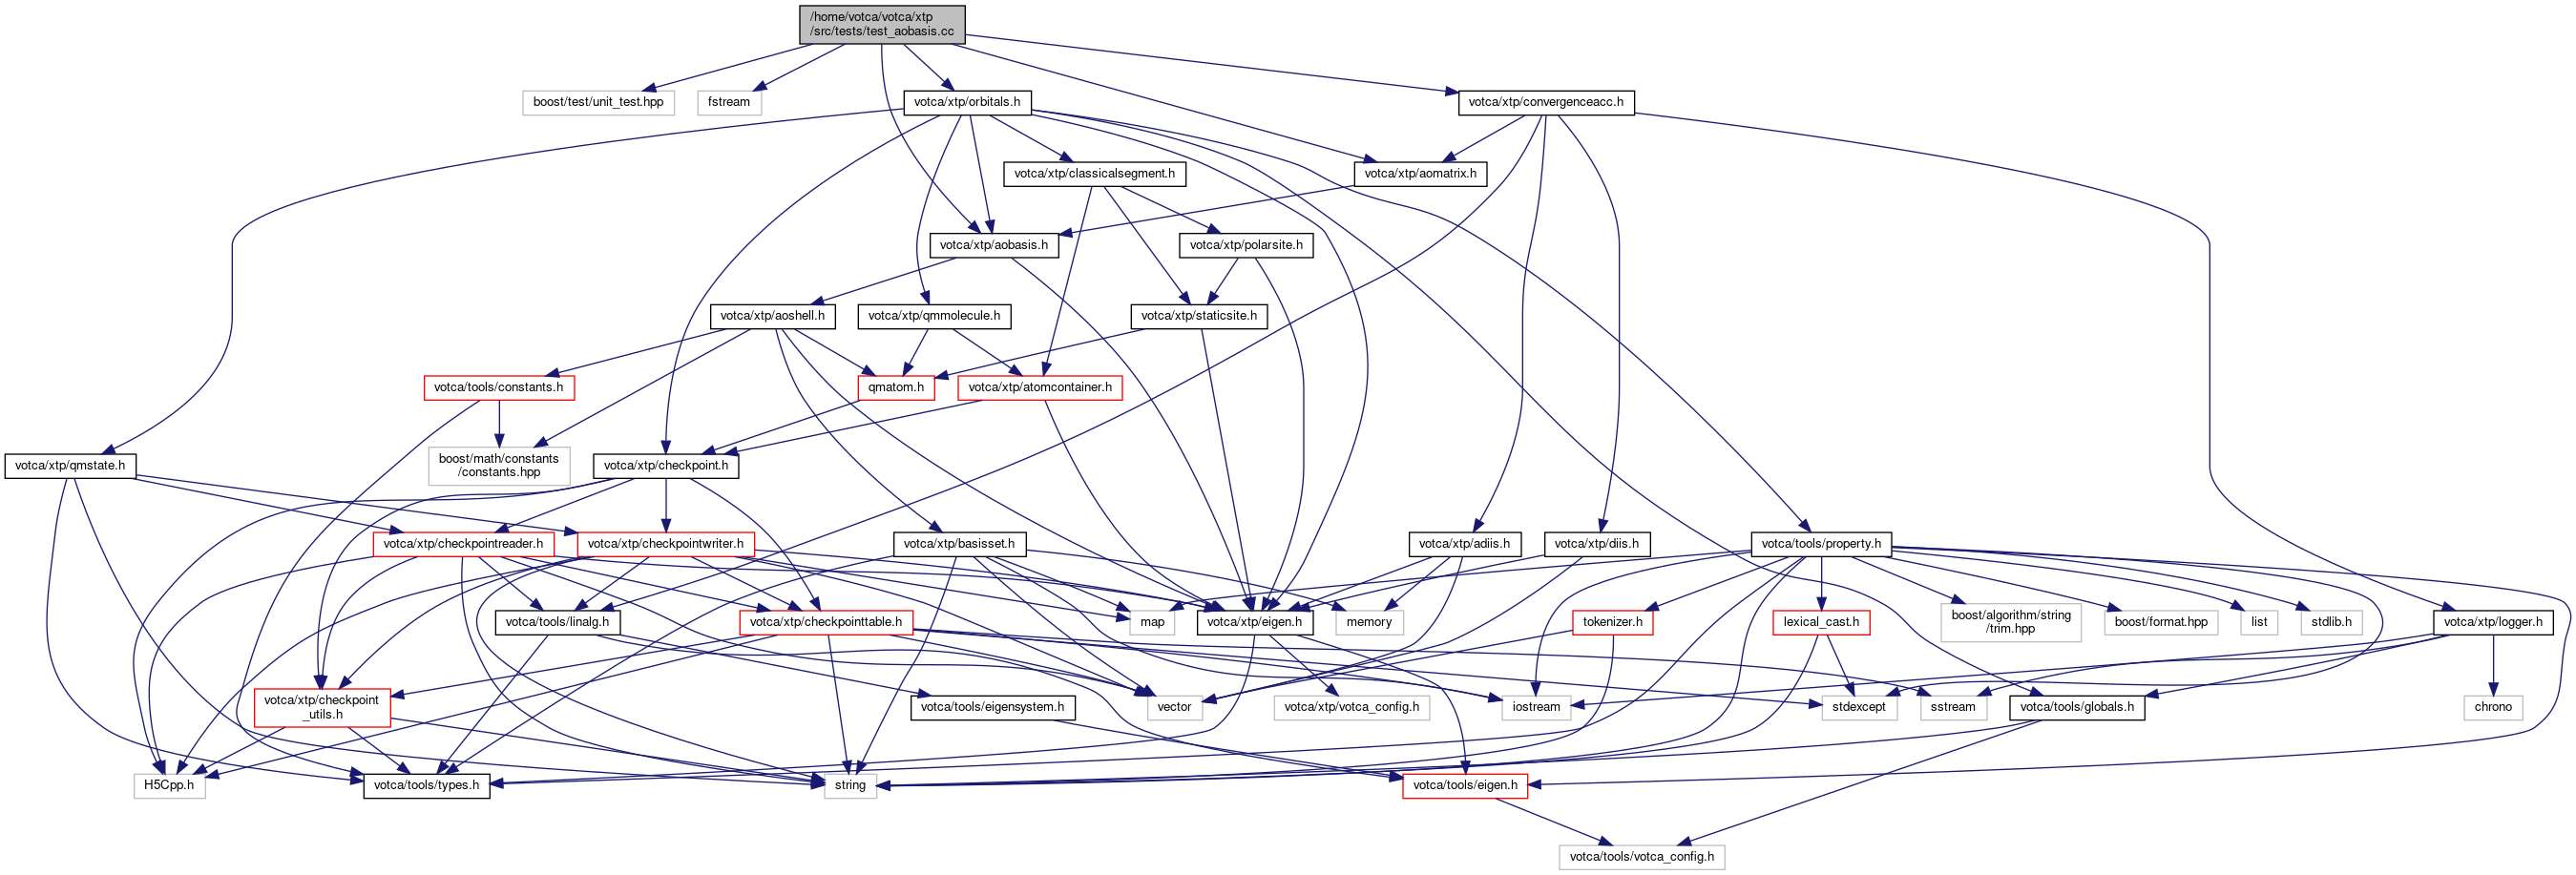 /home/votca/votca/xtp
/src/tests/test_aobasis.cc
boost/test/unit_test.hpp
fstream
votca/xtp/orbitals.h
votca/xtp/convergenceacc.h
votca/xtp/classicalsegment.h
votca/xtp/aomatrix.h
votca/xtp/aobasis.h
votca/xtp/polarsite.h
votca/xtp/aoshell.h
votca/xtp/qmmolecule.h
votca/xtp/staticsite.h
votca/tools/constants.h
qmatom.h
votca/xtp/atomcontainer.h
votca/xtp/qmstate.h
boost/math/constants
/constants.hpp
votca/xtp/checkpoint.h
votca/xtp/checkpointreader.h
votca/xtp/checkpointwriter.h
votca/xtp/basisset.h
votca/xtp/adiis.h
votca/xtp/diis.h
votca/tools/property.h
votca/tools/linalg.h
votca/xtp/checkpointtable.h
map
votca/xtp/eigen.h
memory
tokenizer.h
lexical_cast.h
boost/algorithm/string
/trim.hpp
boost/format.hpp
list
stdlib.h
votca/xtp/logger.h
votca/xtp/checkpoint
_utils.h
votca/tools/eigensystem.h
vector
votca/xtp/votca_config.h
iostream
stdexcept
sstream
votca/tools/globals.h
chrono
H5Cpp.h
votca/tools/types.h
string
votca/tools/eigen.h
votca/tools/votca_config.h